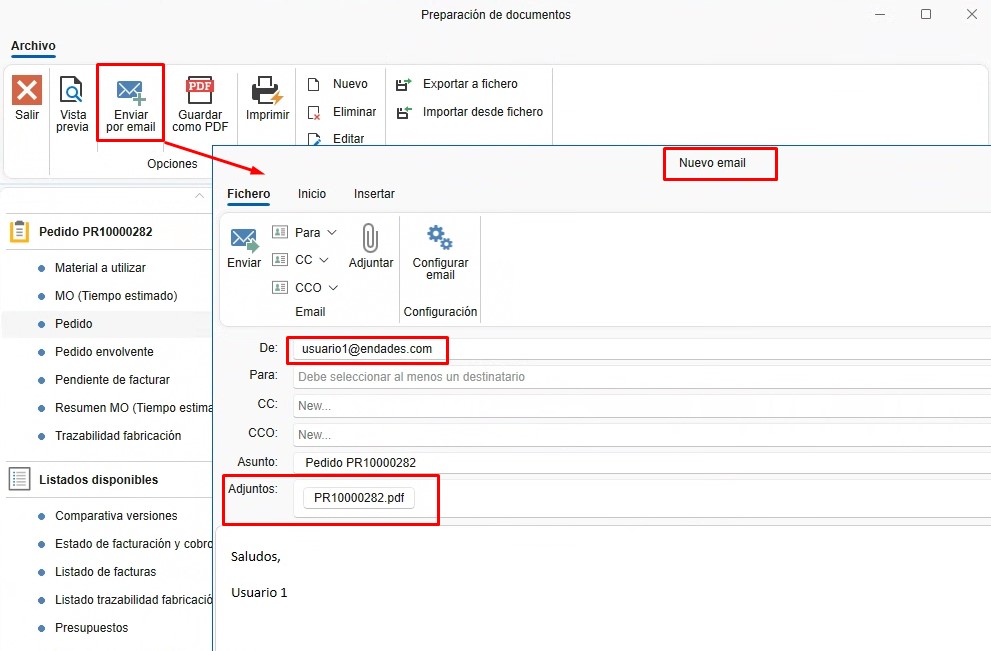 Preparación de documentos
Archivo
Salir
Vista
previa
Enviar
por email
PDF
Guardar
como PDF
Imprimir
Nuevo
Eliminar
Editar
Exportar a fichero
Importar desde fichero
Opciones
Nuevo email
Fichero
Inicio
Insertar
Enviar
Para
CC
CCO
Adjuntar
Configurar
email
Email
Configuración
Pedido PR10000282
Material a utilizar
MO (Tiempo estimado)
Pedido
Pedido envolvente
Pendiente de facturar
Resumen MO (Tiempo estima
Trazabilidad fabricación
Listados disponibles
Comparativa versiones
Estado de facturación y cobro
Listado de facturas
Listado trazabilidad fabricació
Presupuestos
De: usuario1@endades.com
Para: Debe seleccionar al menos un destinatario
CC: New...
CCO: New...
Asunto: Pedido PR10000282
Adjuntos: PR10000282.pdf
Saludos,
Usuario 1